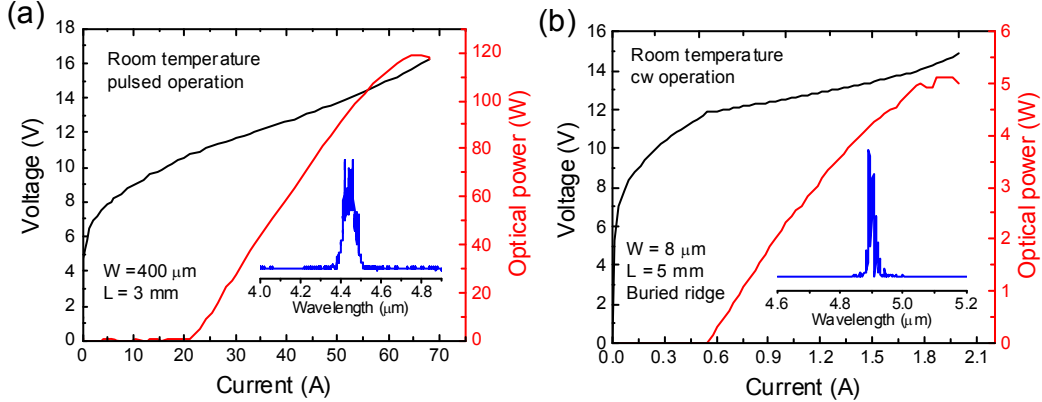 (a)
18
16
14
12
10
8
6
4
2
0
Voltage (V)
Room temperature
pulsed operation
W =400 μm
L = 3 mm
4.0 4.2 4.4 4.6 4.8
Wavelength (μm)
120
100
80
60
40
30
0
Optical power (W)
0 10 20 30 40 50 60 70
Current (A)
(b)
16
14
12
10
8
6
4
2
0
Voltage (V)
Room temperature
cw operation
W = 8 μm
L = 5 mm
Buried ridge
4.6 4.8 5.0 5.2
Wavelength (μm)
6
5
4
3
2
1
0
Optical power (W)
0.0 0.3 0.6 0.9 1.2 1.5 1.8 2.1
Current (A)